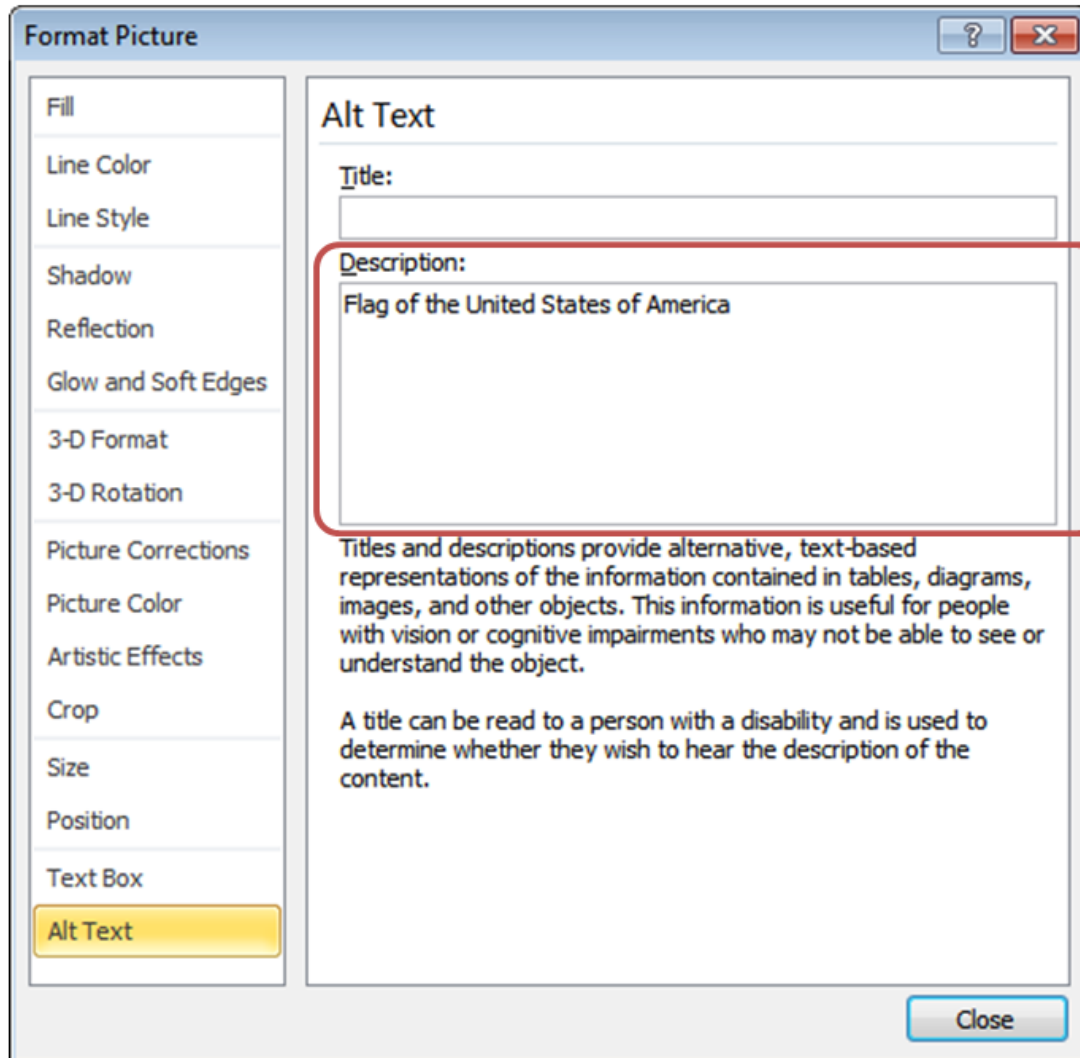 Format Picture
?
Fill
Line Color
Line Style
Shadow
Reflection
Glow and Soft Edges
3-D Format
3-D Rotation
Picture Corrections
Picture Color
Artistic Effects
Crop
Size
Position
Text Box
Alt Text
Alt Text
Title:
Description:
Flag of the United States of America
Titles and descriptions provide alternative, text-based
representations of the information contained in tables, diagrams,
images, and other objects. This information is useful for people
with vision or cognitive impairments who may not be able to see or
understand the object.
A title can be read to a person with a disability and is used to
determine whether they wish to hear the description of the
content.
Close